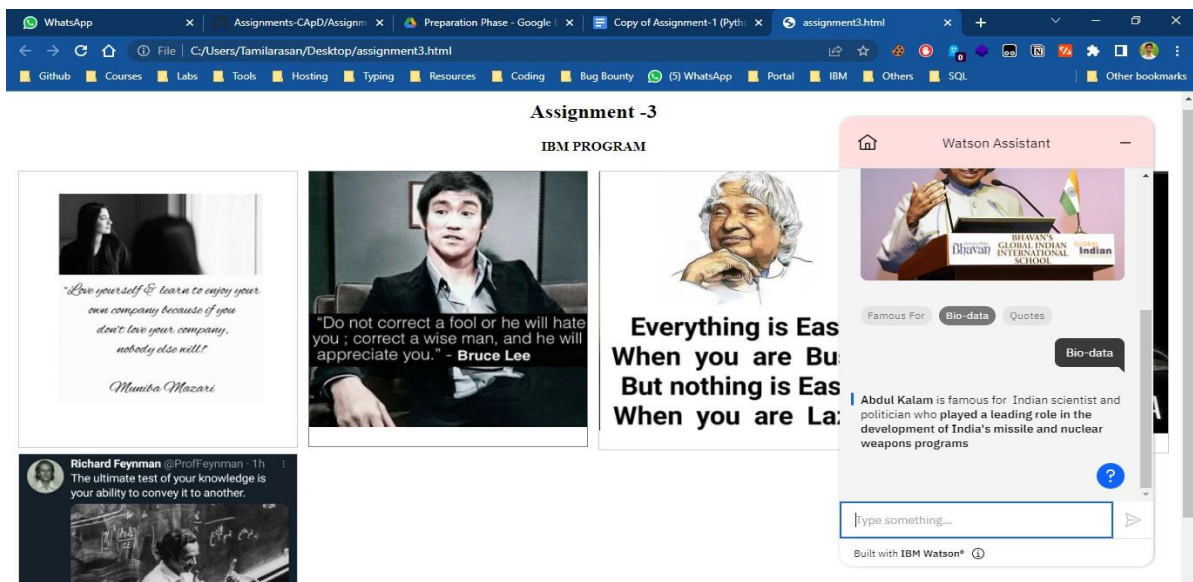 WhatsApp
Assignments-CApD/Assignm
Preparation Phase - Google
Copy of Assignment-1 (Pyth
assignment3.html
File | C:/Users/Tamilarasan/Desktop/assignment3.html
Github Courses Labs Tools Hosting Typing Resources Coding Bug Bounty (5) WhatsApp Portal IBM Others SQL Other bookmarks
Assignment -3
IBM PROGRAM
"Love yourself & learn to enjoy your
own company because if you
don't love your company,
nobody else will!"
Muniba Mazari
"Do not correct a fool or he will hate
you ; correct a wise man, and he will
appreciate you." - Bruce Lee
Everything is Eas
When you are Bu
But nothing is Eas
When you are La
Richard Feynman @ProfFeynman · 1h
The ultimate test of your knowledge is
your ability to convey it to another.
Watson Assistant
BHAVAN'S
Bhavan GLOBAL INDIAN
INTERNATIONAL Indian
SCHOOL
Famous For Bio-data Quotes
Bio-data
Abdul Kalam is famous for Indian scientist and
politician who played a leading role in the
development of India's missile and nuclear
weapons programs
?
Type something...
Built with IBM Watson®